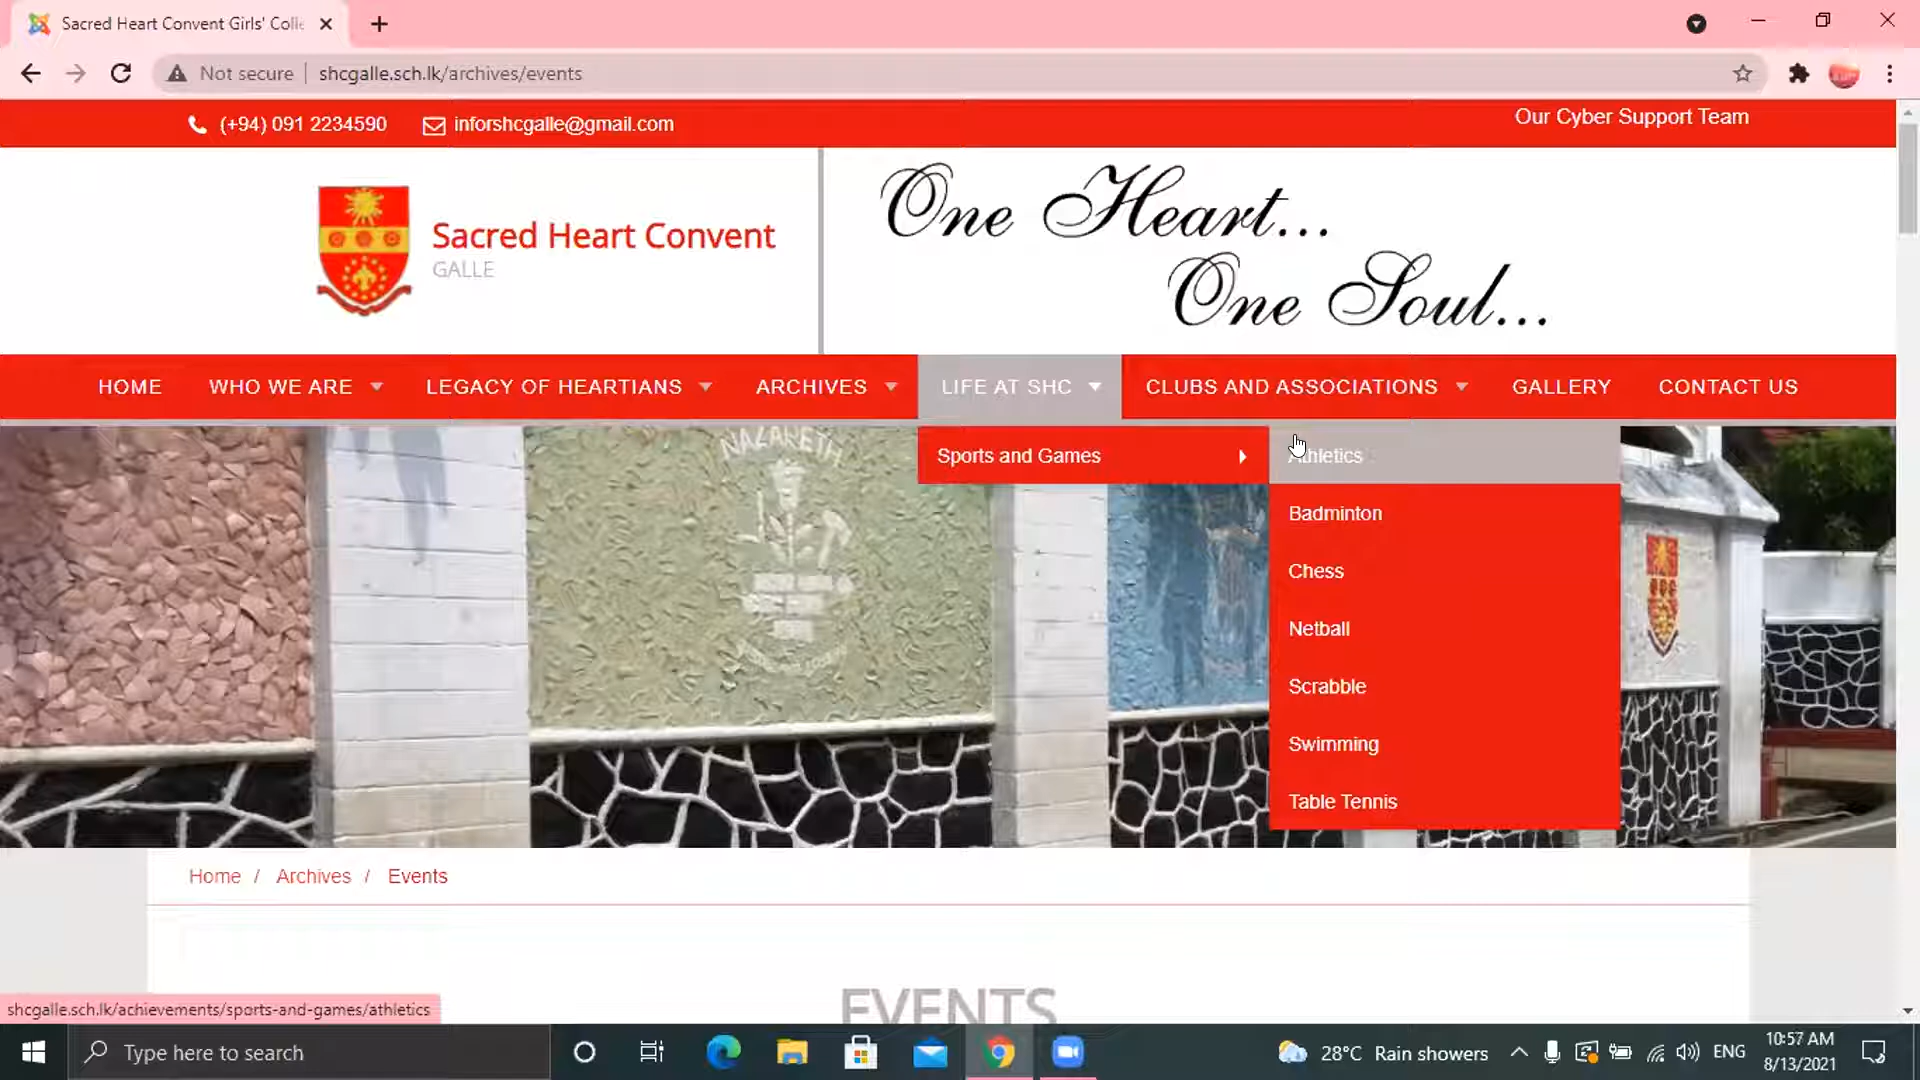 Sacred Heart Convent Girls' Colle
Not secure
shcgalle.sch.lk/archives/events
(+94) 091 2234590
inforshcgalle@gmail.com
Our Cyber Support Team
Sacred Heart Convent
GALLE
One Heart...
One Soul...
HOME
WHO WE ARE
LEGACY OF HEARTIANS
ARCHIVES
LIFE AT SHC
CLUBS AND ASSOCIATIONS
GALLERY
CONTACT US
NAZARETH
Sports and Games
Athletics
Badminton
Chess
Netball
Scrabble
Swimming
Table Tennis
Home / Archives / Events
EVENTS
shcgalle.sch.lk/achievements/sports-and-games/athletics
Type here to search
28°C Rain showers
ENG
10:57 AM
8/13/2021